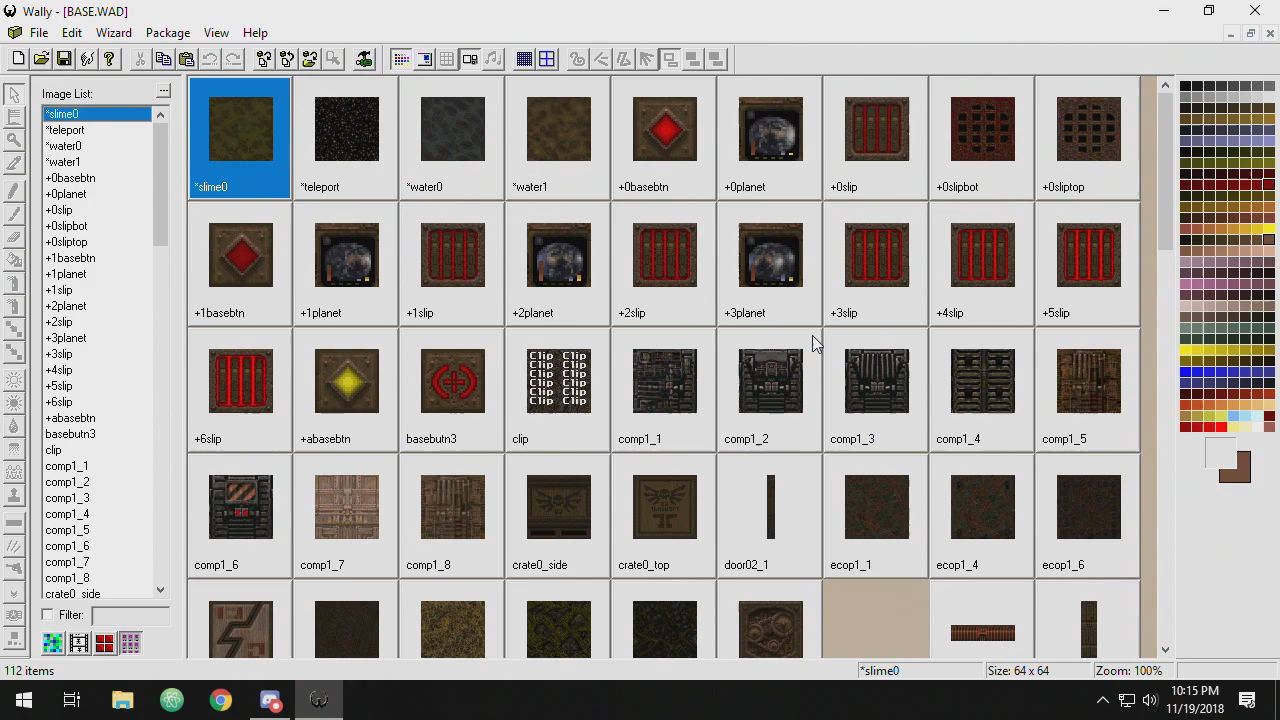 Wally - [BASE.WAD]
File Edit Wizard Package View Help
Image List:
*slime0
*teleport
*water0
*water1
+0basebtn
+0planet
+0slip
+0slipbot
+0sliptop
+1basebtn
+1planet
+1slip
+2planet
+2slip
+3planet
+3slip
+4slip
+5slip
+6slip
+abasebtn
basebutn3
clip
comp1_1
comp1_2
comp1_3
comp1_4
comp1_5
comp1_6
comp1_7
comp1_8
crate0_side
Filter:
*slime0 *teleport *water0 *water1 +0basebtn +0planet +0slip +0slipbot +0sliptop
+1basebtn +1planet +1slip +2planet +2slip +3planet +3slip +4slip +5slip
Clip Clip
Clip Clip
Clip Clip
Clip Clip
Clip Clip
+6slip +abasebtn basebutn3 clip comp1_1 comp1_2 comp1_3 comp1_4 comp1_5
comp1_6 comp1_7 comp1_8 crate0_side crate0_top door02_1 ecop1_1 ecop1_4 ecop1_6
112 items *slime0 Size: 64 x 64 Zoom: 100%
10:15 PM
11/19/2018